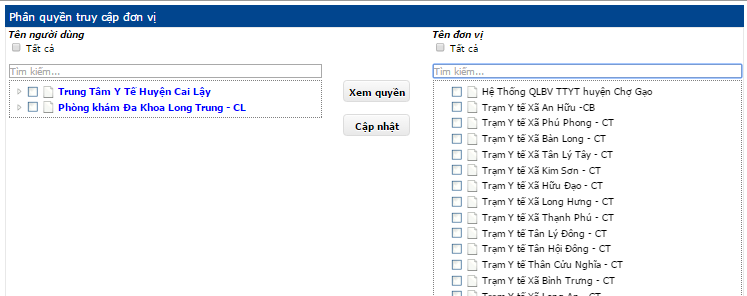 Phân quyền truy cập đơn vị
Tên người dùng
Tất cả
Tìm kiếm...
Trung Tâm Y Tế Huyện Cai Lậy
Phòng khám Đa Khoa Long Trung - CL
Xem quyền
Cập nhật
Tên đơn vị
Tất cả
Tìm kiếm...
Hệ Thống QLBV TTYT huyện Chợ Gạo
Trạm Y tế Xã An Hữu -CB
Trạm Y tế Xã Phú Phong - CT
Trạm Y tế Xã Bàn Long - CT
Trạm Y tế Xã Tân Lý Tây - CT
Trạm Y tế Xã Kim Sơn - CT
Trạm Y tế Xã Hữu Đạo - CT
Trạm Y tế Xã Long Hưng - CT
Trạm Y tế Xã Thạnh Phú - CT
Trạm Y tế Tân Lý Đông - CT
Trạm Y tế Tân Hội Đông - CT
Trạm Y tế Thân Cửu Nghĩa - CT
Trạm Y tế Xã Bình Trưng - CT
Trạm Y tế Xã Long An - CT